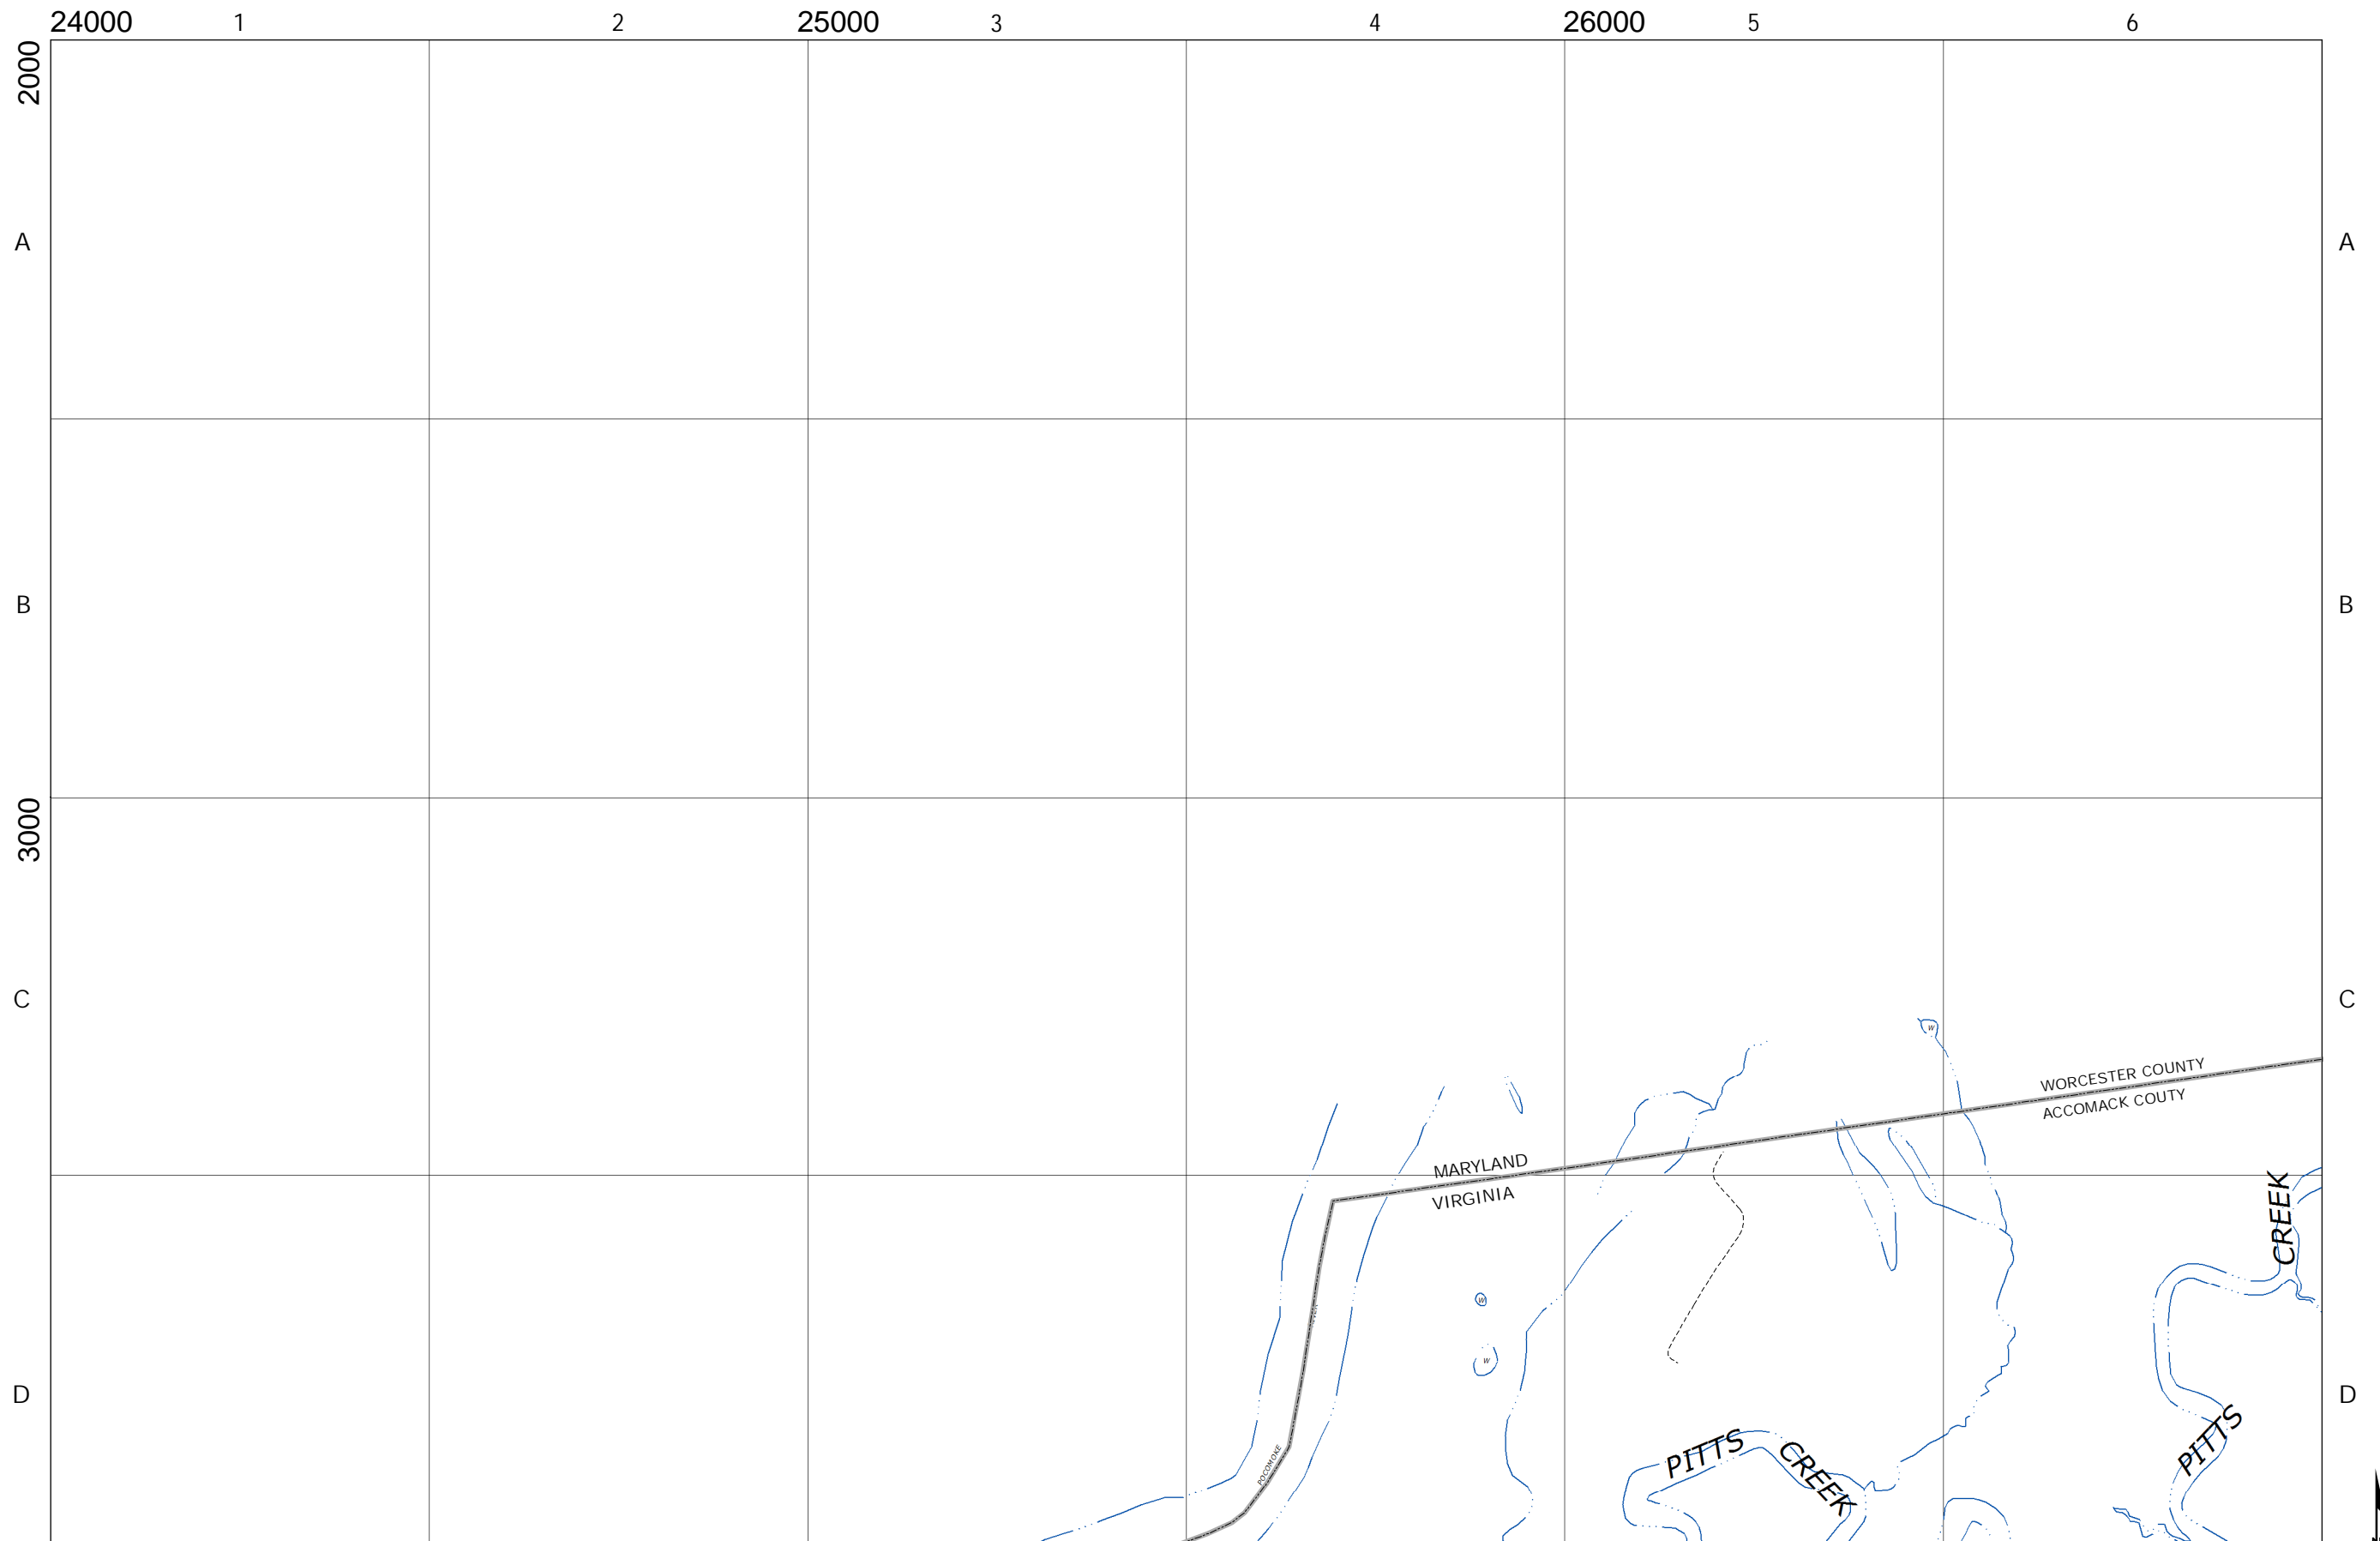 24000 1 2 25000 3 4 26000 5 6
2000
A A
B B
3000
C C
W
WORCESTER COUNTY
ACCOMACK COUTY
MARYLAND
VIRGINIA
CREEK
W
W
D D
PITTS
CREEK
PITTS
POCOMOKE